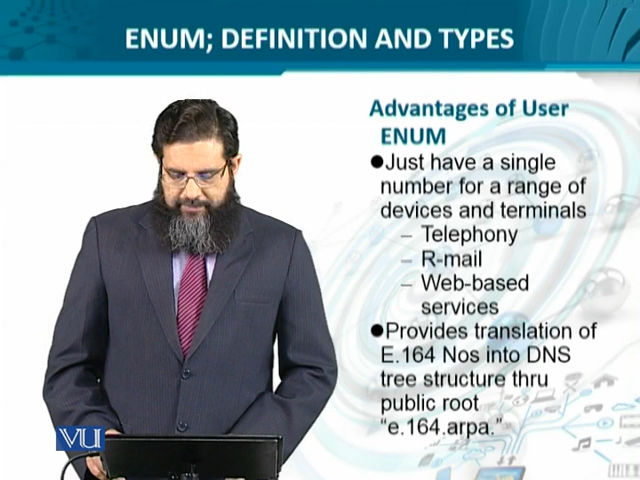 ENUM; DEFINITION AND TYPES
Advantages of User
ENUM
●Just have a single
number for a range of
devices and terminals
– Telephony
– R-mail
– Web-based
services
●Provides translation of
E.164 Nos into DNS
tree structure thru
public root
“e.164.arpa.”
VU